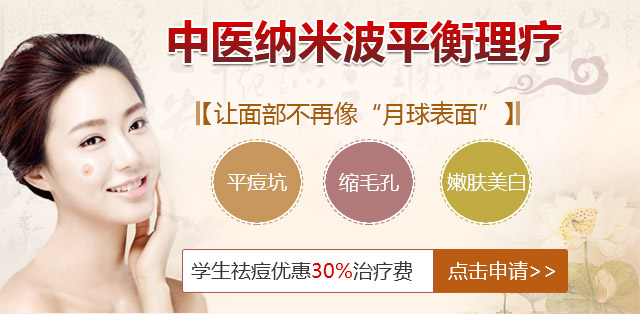 中医纳米波平衡理疗
【让面部不再像“月球表面”】
平痘坑 缩毛孔 嫩肤美白
学生祛痘优惠30%治疗费 点击申请>>